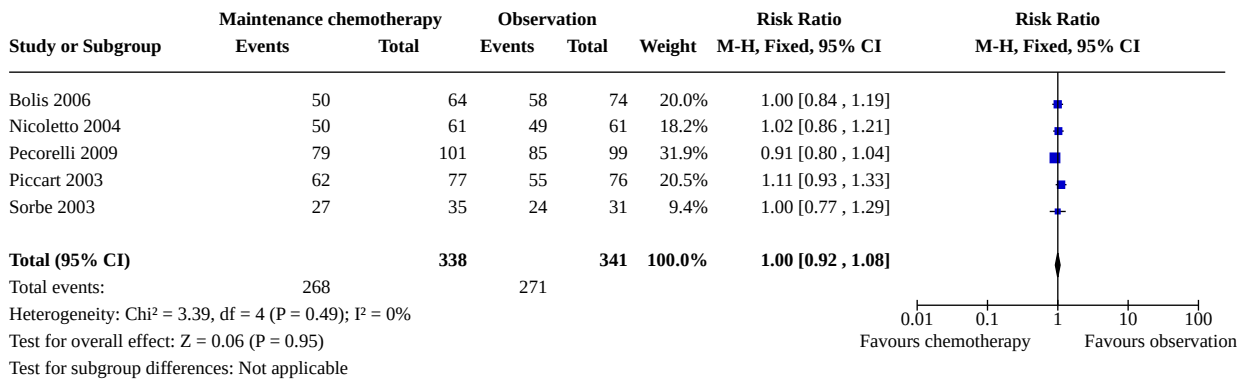 Maintenance chemotherapy Observation Risk Ratio Risk Ratio
Study or Subgroup Events Total Events Total Weight M-H, Fixed, 95% CI M-H, Fixed, 95% CI
Bolis 2006 50 64 58 74 20.0% 1.00 [0.84 , 1.19]
Nicoletto 2004 50 61 49 61 18.2% 1.02 [0.86 , 1.21]
Pecorelli 2009 79 101 85 99 31.9% 0.91 [0.80 , 1.04]
Piccart 2003 62 77 55 76 20.5% 1.11 [0.93 , 1.33]
Sorbe 2003 27 35 24 31 9.4% 1.00 [0.77 , 1.29]
Total (95% CI) 338 341 100.0% 1.00 [0.92 , 1.08]
Total events: 268 271
Heterogeneity: Chi² = 3.39, df = 4 (P = 0.49); I² = 0% 0.01 0.1 1 10 100
Test for overall effect: Z = 0.06 (P = 0.95) Favours chemotherapy Favours observation
Test for subgroup differences: Not applicable